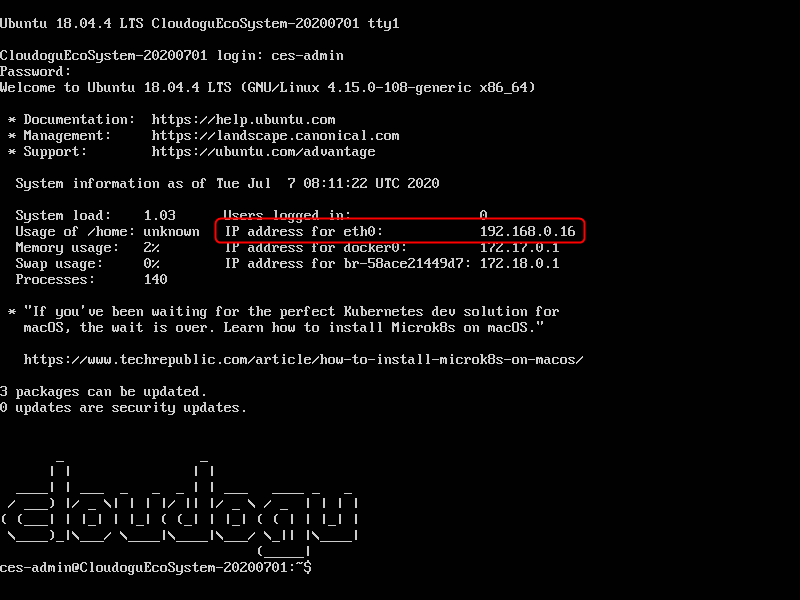 Ubuntu 18.04.4 LTS CloudoguEcoSystem-20200701 tty1
CloudoguEcoSystem-20200701 login: ces-admin
Password:
Welcome to Ubuntu 18.04.4 LTS (GNU/Linux 4.15.0-108-generic x86_64)
* Documentation: https://help.ubuntu.com
* Management: https://landscape.canonical.com
* Support: https://ubuntu.com/advantage
System information as of Tue Jul 7 08:11:22 UTC 2020
System load: 1.03 Users logged in: 0
Usage of /home: unknown IP address for eth0: 192.168.0.16
Memory usage: 2% IP address for docker0: 172.17.0.1
Swap usage: 0% IP address for br-58ace21449d7: 172.18.0.1
Processes: 140
* "If you've been waiting for the perfect Kubernetes dev solution for
macOS, the wait is over. Learn how to install Microk8s on macOS."
https://www.techrepublic.com/article/how-to-install-microk8s-on-macos/
3 packages can be updated.
0 updates are security updates.
cloudogu
ces-admin@CloudoguEcoSystem-20200701:~$